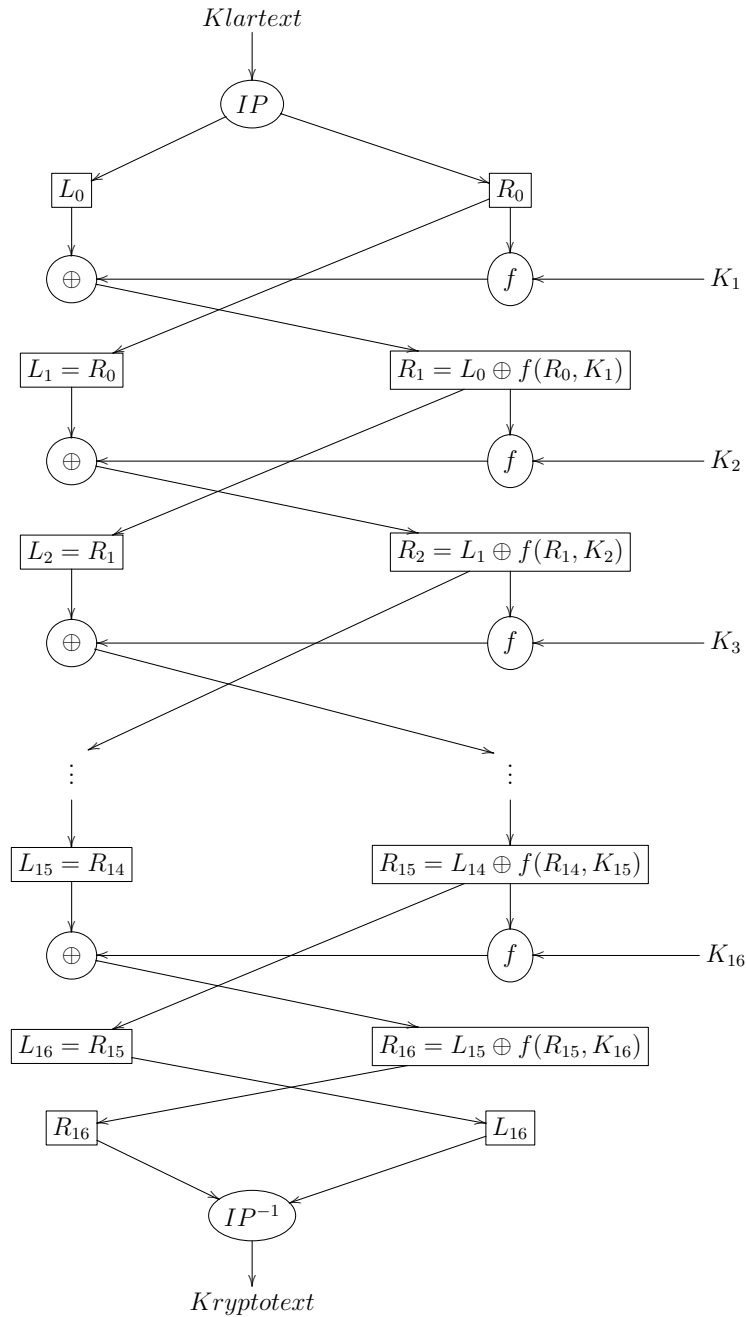 Klartext
IP
L₀ R₀
⊕ f K₁
L₁ = R₀ R₁ = L₀ ⊕ f(R₀, K₁)
⊕ f K₂
L₂ = R₁ R₂ = L₁ ⊕ f(R₁, K₂)
⊕ f K₃
⋮ ⋮
L₁₅ = R₁₄ R₁₅ = L₁₄ ⊕ f(R₁₄, K₁₅)
⊕ f K₁₆
L₁₆ = R₁₅ R₁₆ = L₁₅ ⊕ f(R₁₅, K₁₆)
R₁₆ L₁₆
IP⁻¹
Kryptotext